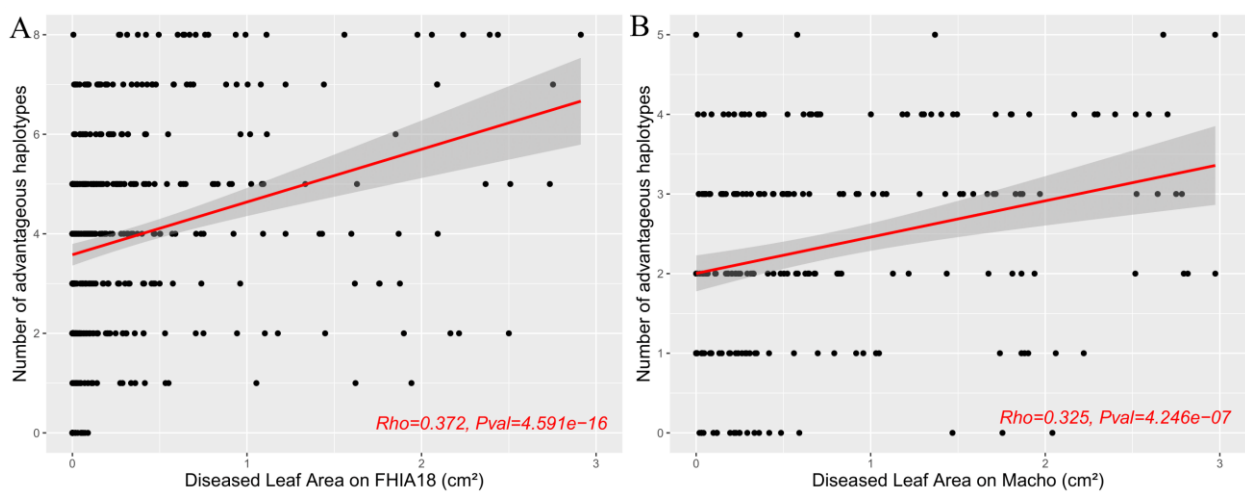 A
Number of advantageous haplotypes
8
6
4
2
0
Rho=0.372, Pval=4.591e−16
0
1
2
3
Diseased Leaf Area on FHIA18 (cm²)
B
Number of advantageous haplotypes
5
4
3
2
1
0
Rho=0.325, Pval=4.246e−07
0
1
2
3
Diseased Leaf Area on Macho (cm²)